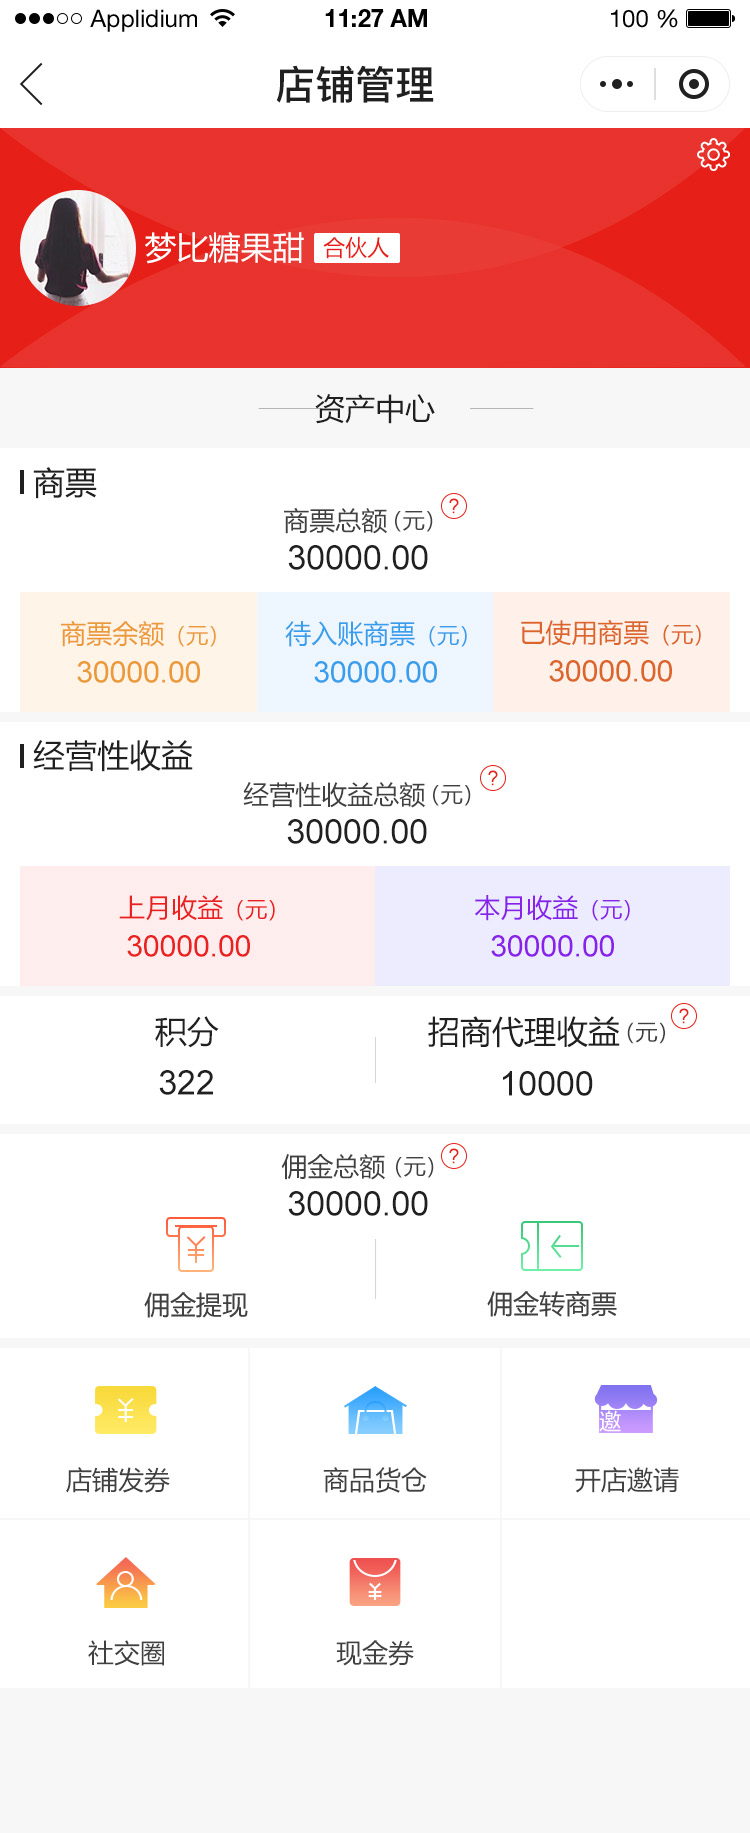 Applidium 11:27 AM 100 %
店铺管理
梦比糖果甜 合伙人
资产中心
商票
商票总额(元) ?
30000.00
商票余额 (元) 待入账商票 (元) 已使用商票 (元)
30000.00 30000.00 30000.00
经营性收益
经营性收益总额(元) ?
30000.00
上月收益 (元) 本月收益 (元)
30000.00 30000.00
积分 招商代理收益(元) ?
322 10000
佣金总额 (元) ?
30000.00
¥
佣金提现 佣金转商票
¥ 邀
店铺发券 商品货仓 开店邀请
¥
社交圈 现金券